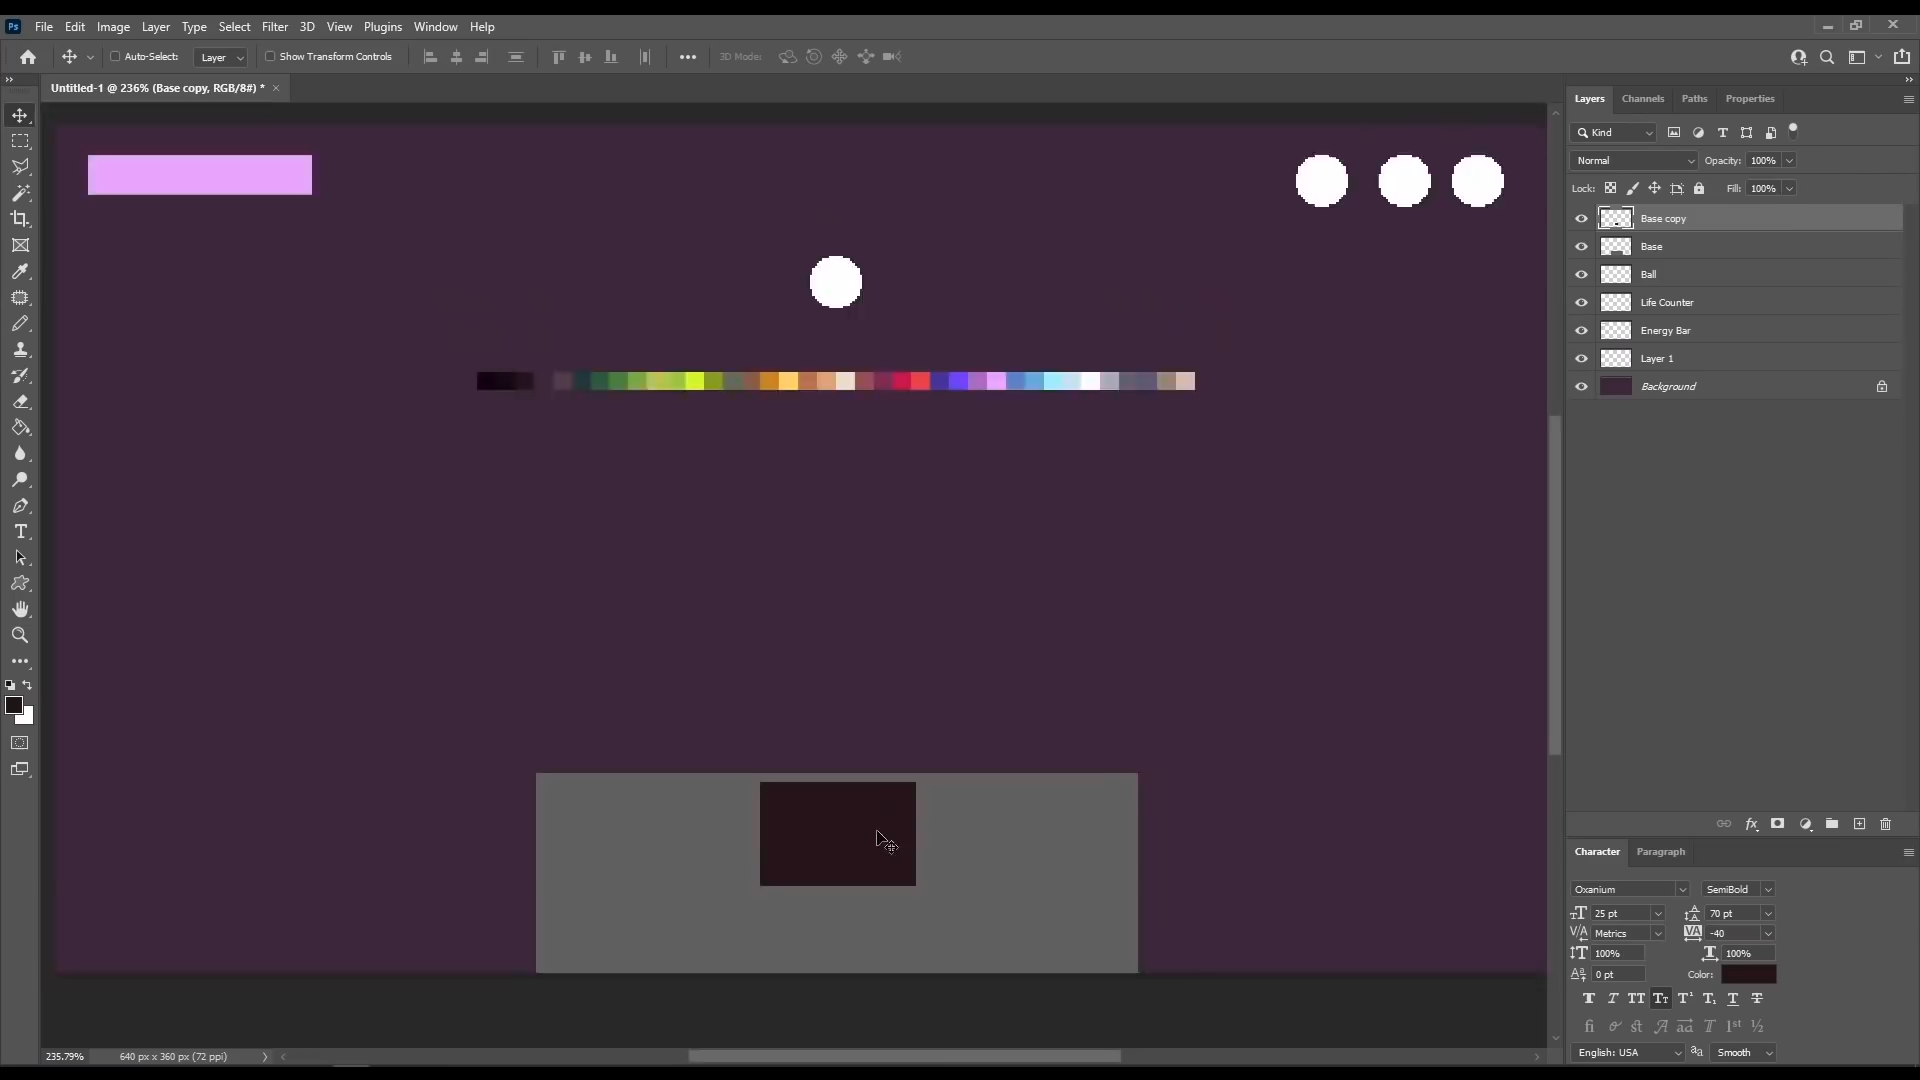 Ps File Edit Image Layer Type Select Filter 3D View Plugins Window Help
Auto-Select: Layer Show Transform Controls 3D Mode:
Untitled-1 @ 236% (Base copy, RGB/8#) *
Layers Channels Paths Properties
Kind
Normal Opacity: 100%
Lock: Fill: 100%
Base copy
Base
Ball
Life Counter
Energy Bar
Layer 1
Background
fx
Character Paragraph
Oxanium SemiBold
25 pt 70 pt
Metrics -40
100% 100%
0 pt Color:
English: USA aa Smooth
235.79% 640 px x 360 px (72 ppi)